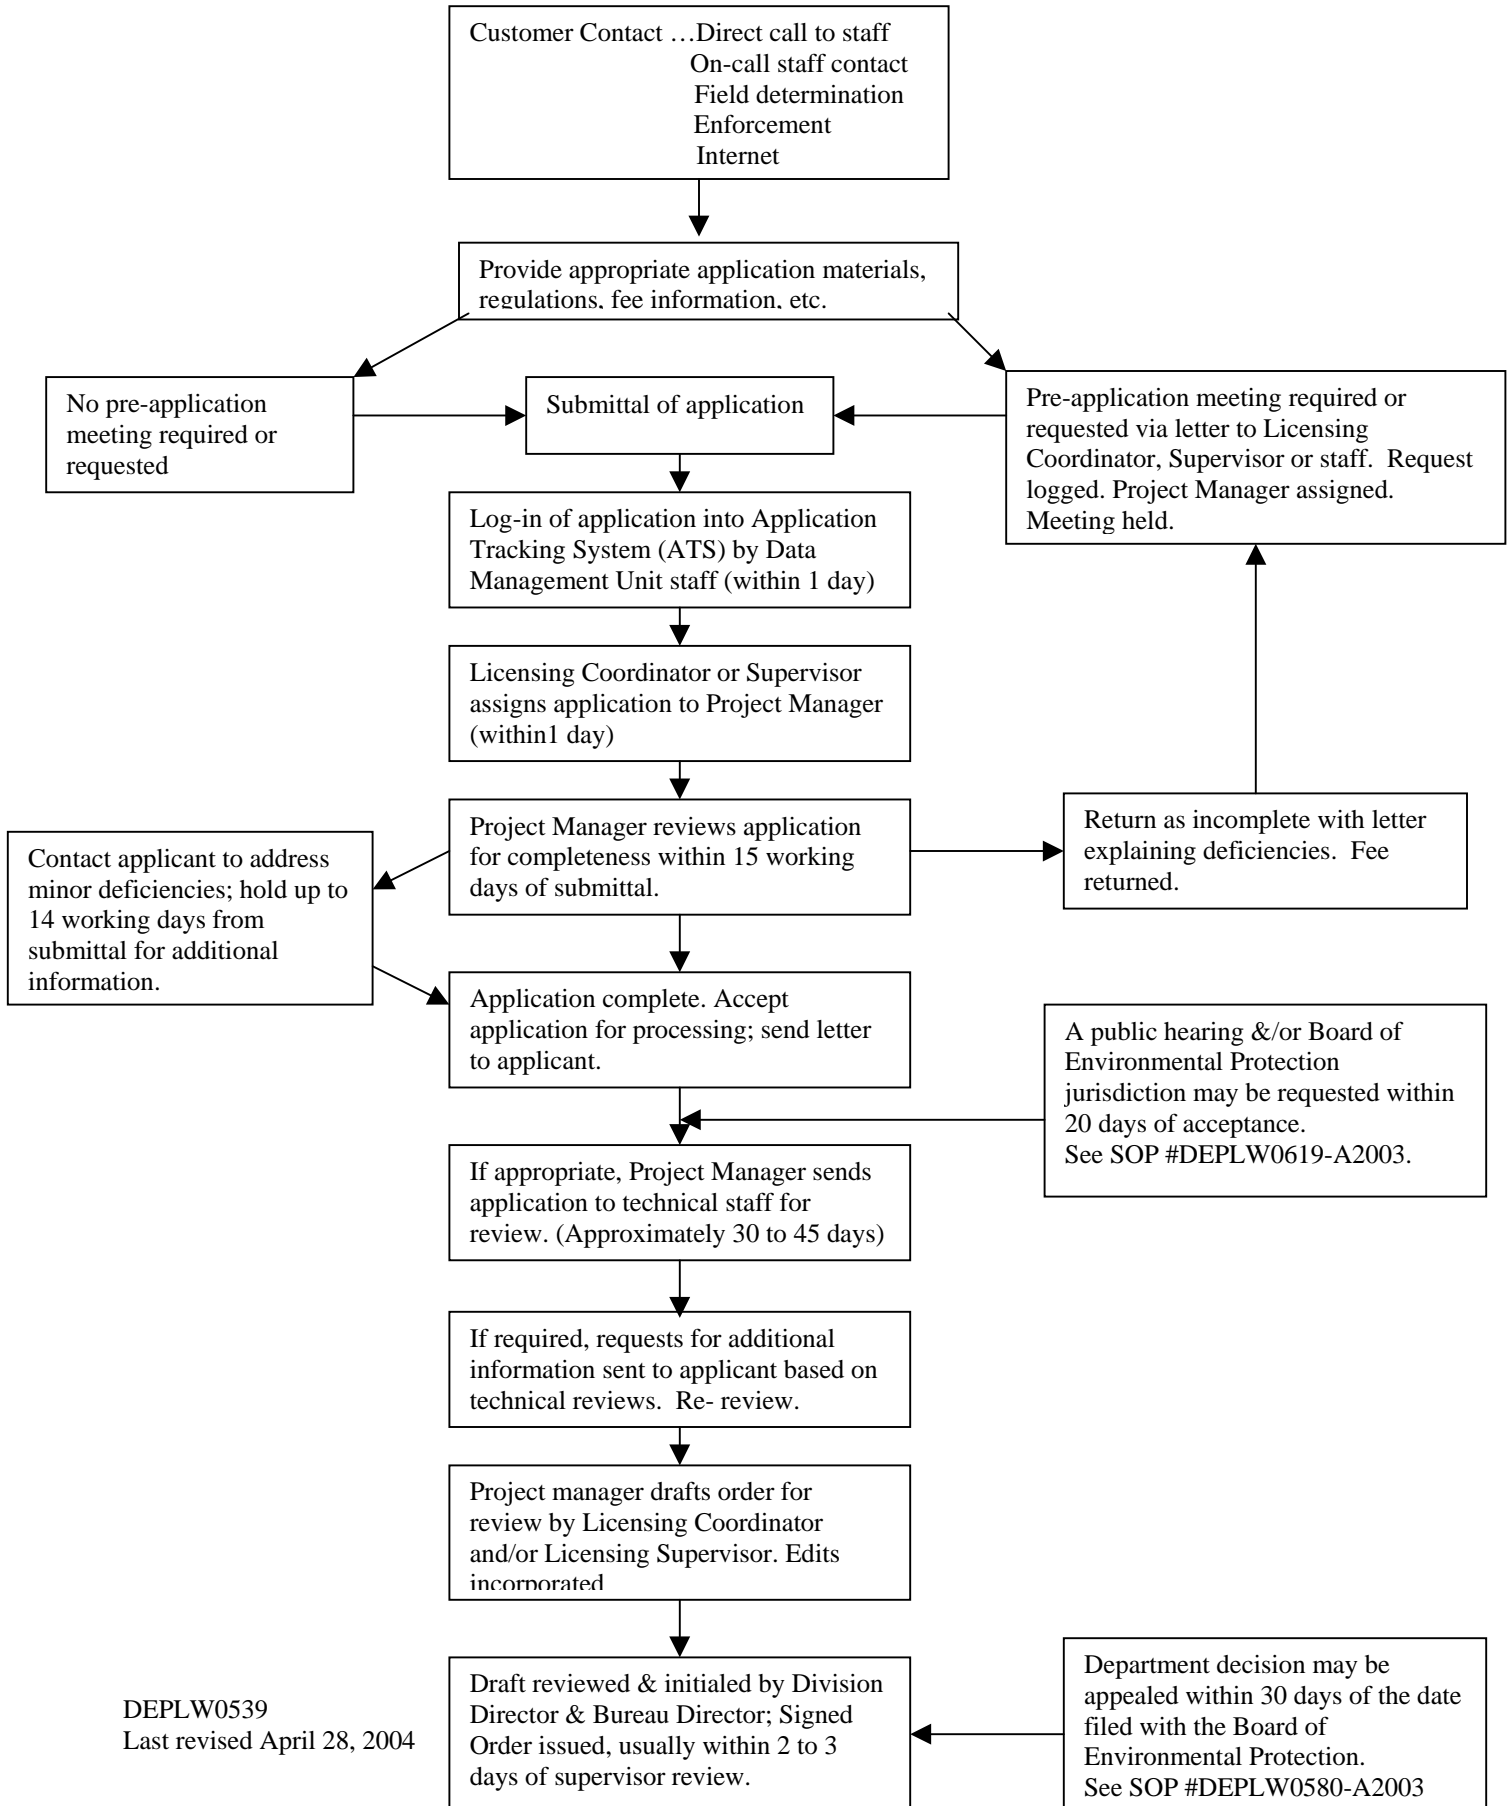 Customer Contact …Direct call to staff
On-call staff contact
Field determination
Enforcement
Internet
Provide appropriate application materials,
regulations, fee information, etc.
No pre-application
meeting required or
requested
Submittal of application
Pre-application meeting required or
requested via letter to Licensing
Coordinator, Supervisor or staff.  Request
logged. Project Manager assigned.
Meeting held.
Log-in of application into Application
Tracking System (ATS) by Data
Management Unit staff (within 1 day)
Licensing Coordinator or Supervisor
assigns application to Project Manager
(within1 day)
Project Manager reviews application
for completeness within 15 working
days of submittal.
Return as incomplete with letter
explaining deficiencies.  Fee
returned.
Contact applicant to address
minor deficiencies; hold up to
14 working days from
submittal for additional
information.
Application complete. Accept
application for processing; send letter
to applicant.
A public hearing &/or Board of
Environmental Protection
jurisdiction may be requested within
20 days of acceptance.
See SOP #DEPLW0619-A2003.
If appropriate, Project Manager sends
application to technical staff for
review. (Approximately 30 to 45 days)
If required, requests for additional
information sent to applicant based on
technical reviews.  Re- review.
Project manager drafts order for
review by Licensing Coordinator
and/or Licensing Supervisor. Edits
incorporated
Draft reviewed & initialed by Division
Director & Bureau Director; Signed
Order issued, usually within 2 to 3
days of supervisor review.
Department decision may be
appealed within 30 days of the date
filed with the Board of
Environmental Protection.
See SOP #DEPLW0580-A2003
DEPLW0539
Last revised April 28, 2004